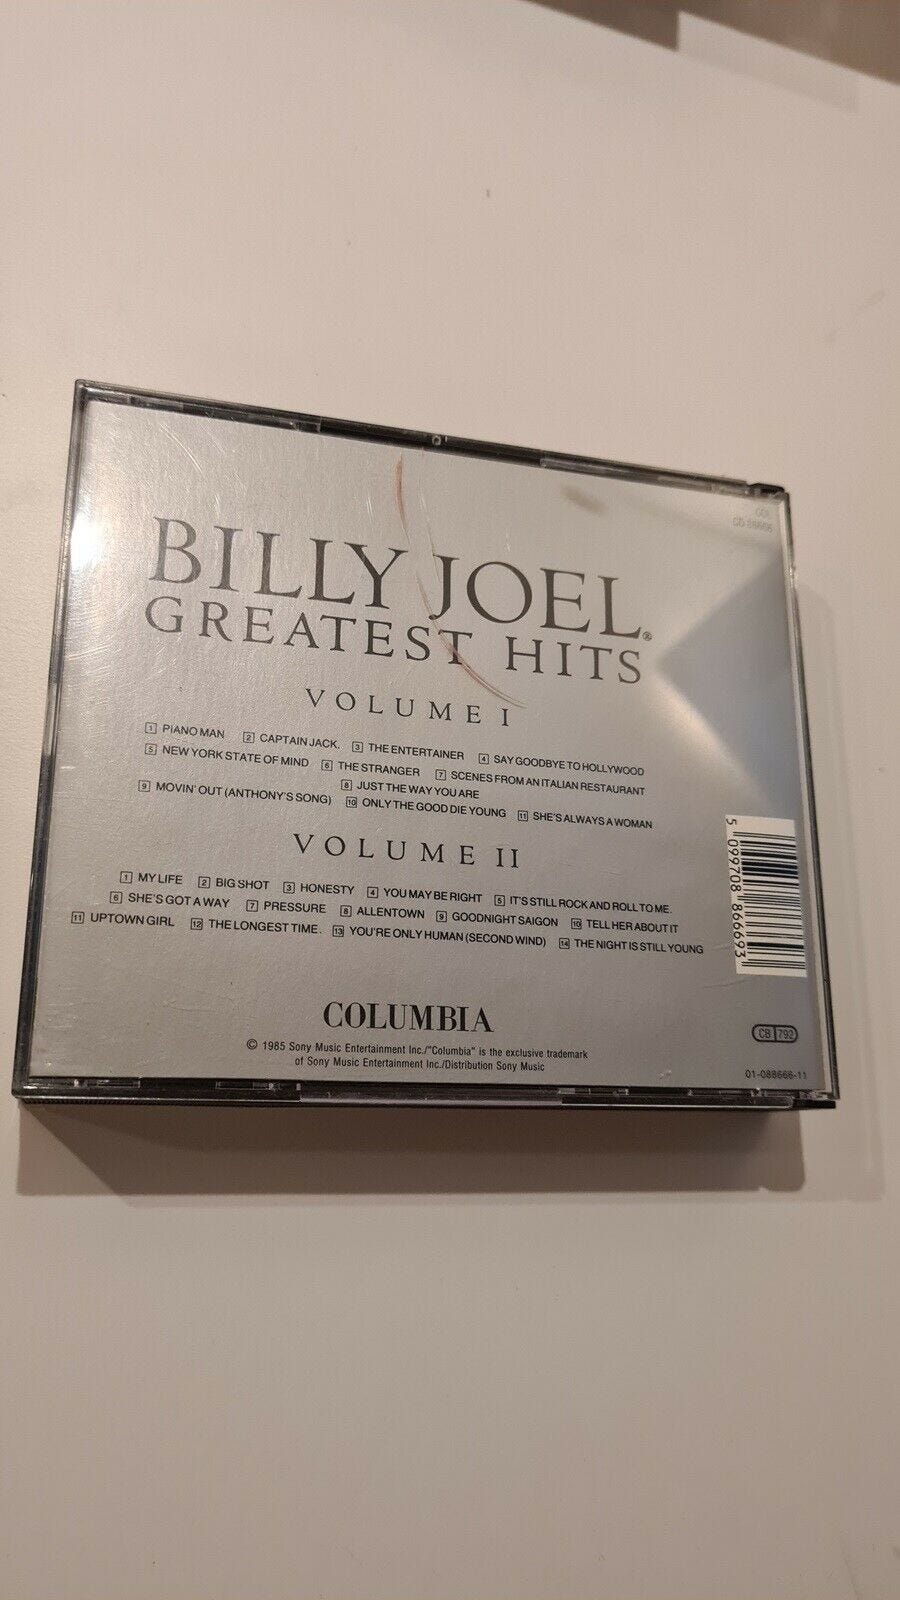 COL
CD 88666
BILLY JOEL®
GREATEST HITS
VOLUME I
1 PIANO MAN 2 CAPTAIN JACK. 3 THE ENTERTAINER 4 SAY GOODBYE TO HOLLYWOOD
5 NEW YORK STATE OF MIND 6 THE STRANGER 7 SCENES FROM AN ITALIAN RESTAURANT
8 JUST THE WAY YOU ARE
9 MOVIN' OUT (ANTHONY'S SONG) 10 ONLY THE GOOD DIE YOUNG 11 SHE'S ALWAYS A WOMAN
VOLUME II
1 MY LIFE 2 BIG SHOT 3 HONESTY 4 YOU MAY BE RIGHT 5 IT'S STILL ROCK AND ROLL TO ME.
6 SHE'S GOT A WAY 7 PRESSURE 8 ALLENTOWN 9 GOODNIGHT SAIGON 10 TELL HER ABOUT IT
11 UPTOWN GIRL 12 THE LONGEST TIME. 13 YOU'RE ONLY HUMAN (SECOND WIND) 14 THE NIGHT IS STILL YOUNG
5 099708 866693
COLUMBIA
© 1985 Sony Music Entertainment Inc./"Columbia" is the exclusive trademark
of Sony Music Entertainment Inc./Distribution Sony Music
CB 792
01-088666-11